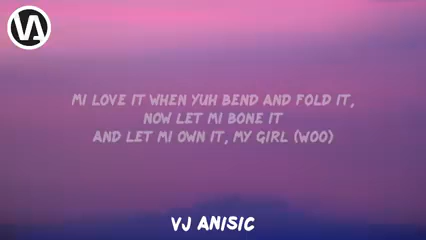 VA
MI LOVE IT WHEN YUH BEND AND FOLD IT,
NOW LET MI BONE IT
AND LET MI OWN IT, MY GIRL (WOO)
VJ ANISIC